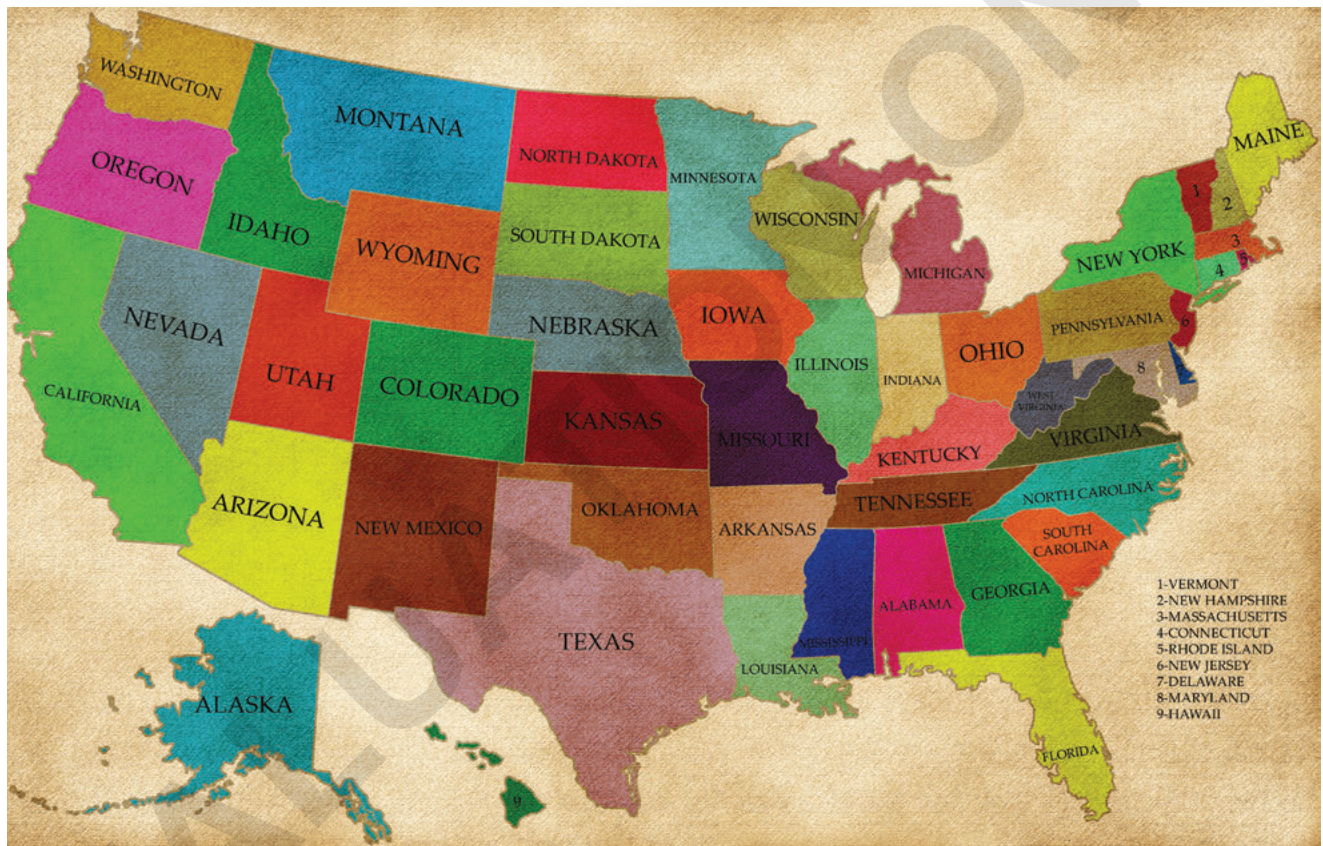 WASHINGTON
MONTANA
NORTH DAKOTA
MINNESOTA
MAINE
OREGON
IDAHO
WYOMING
SOUTH DAKOTA
WISCONSIN
MICHIGAN
1
2
3
NEW YORK
4
5
NEVADA
NEBRASKA
IOWA
ILLINOIS
INDIANA
OHIO
PENNSYLVANIA
6
CALIFORNIA
UTAH
COLORADO
KANSAS
MISSOURI
KENTUCKY
WEST
VIRGINIA
8
VIRGINIA
ARIZONA
NEW MEXICO
OKLAHOMA
ARKANSAS
TENNESSEE
NORTH CAROLINA
SOUTH
CAROLINA
TEXAS
LOUISIANA
MISSISSIPPI
ALABAMA
GEORGIA
FLORIDA
ALASKA
9
1-VERMONT
2-NEW HAMPSHIRE
3-MASSACHUSETTS
4-CONNECTICUT
5-RHODE ISLAND
6-NEW JERSEY
7-DELAWARE
8-MARYLAND
9-HAWAII